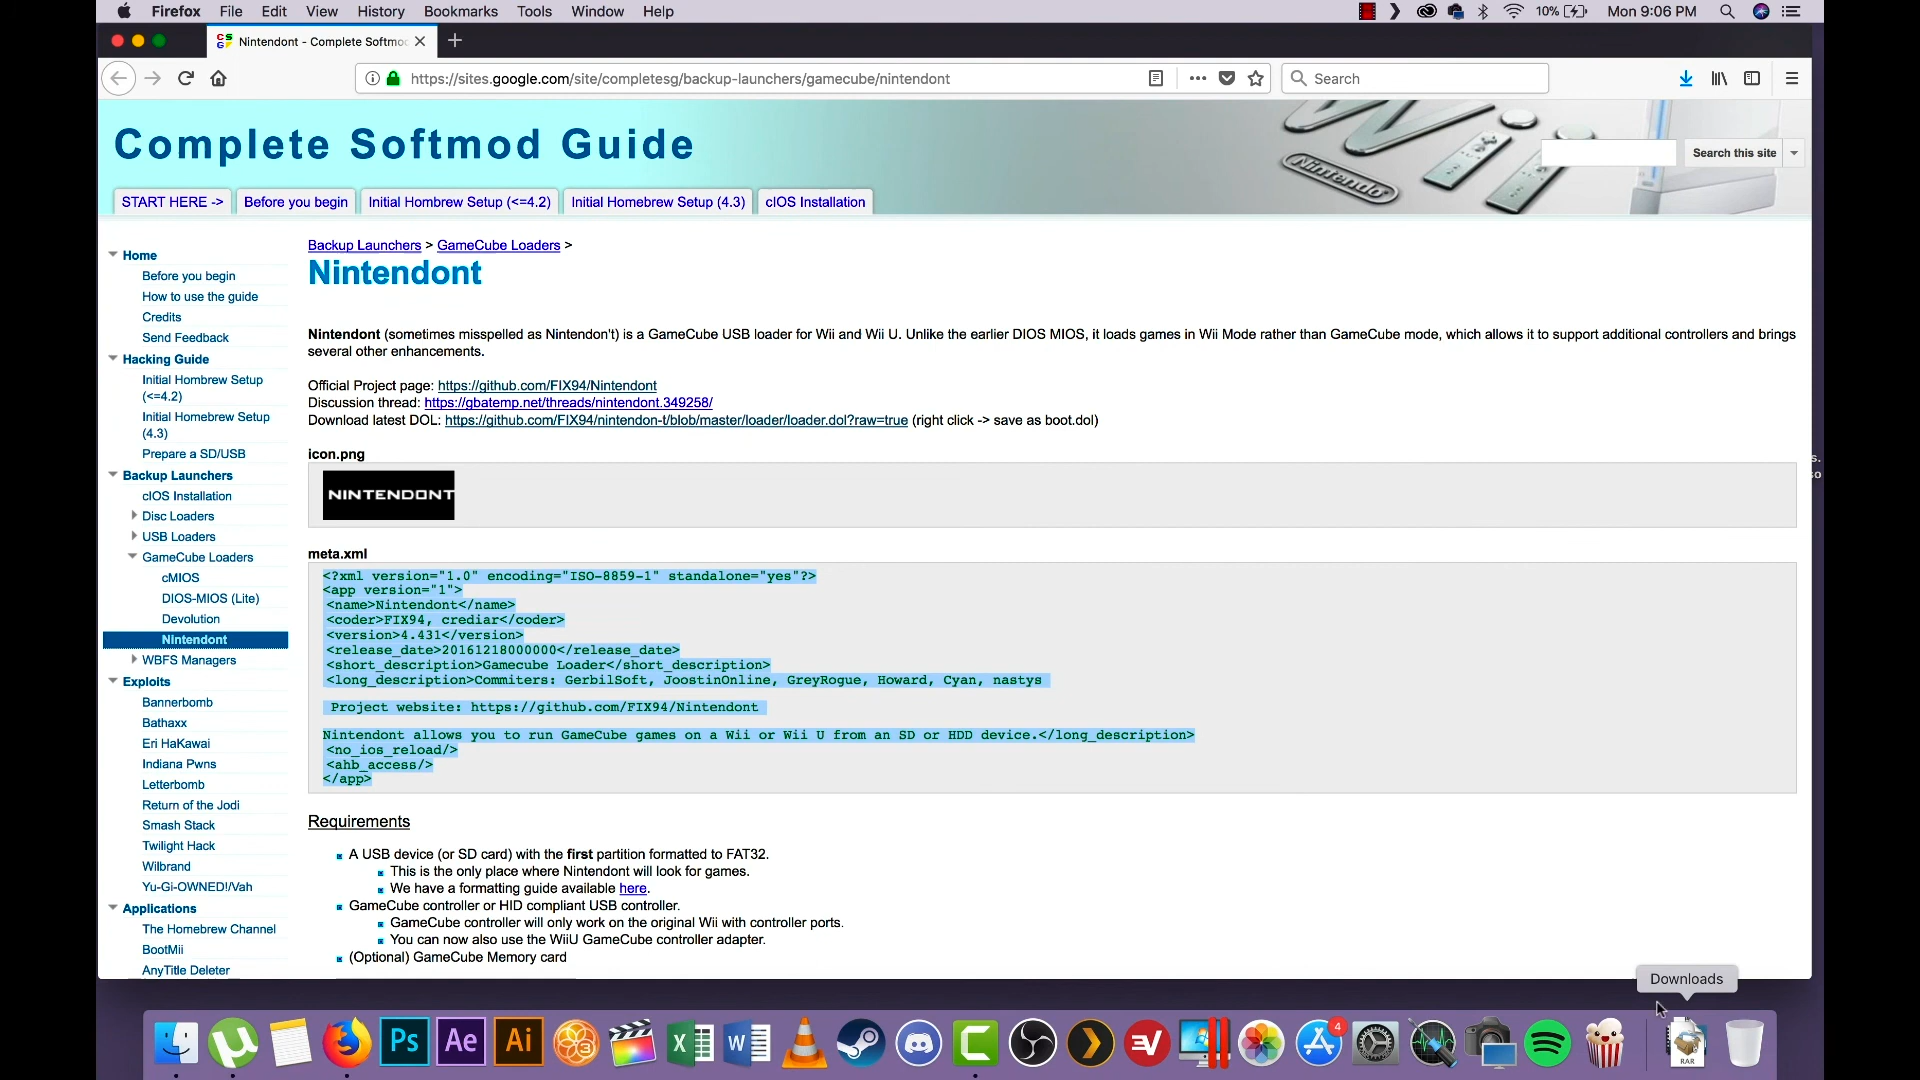 Firefox File Edit View History Bookmarks Tools Window Help
10% Mon 9:06 PM
Nintendont - Complete Softmod
https://sites.google.com/site/completesg/backup-launchers/gamecube/nintendont
Search
Complete Softmod Guide
Nintendo
Wii
Search this site
START HERE -> Before you begin Initial Hombrew Setup (<=4.2) Initial Homebrew Setup (4.3) cIOS Installation
Home
Before you begin
How to use the guide
Credits
Send Feedback
Hacking Guide
Initial Hombrew Setup
(<=4.2)
Initial Homebrew Setup
(4.3)
Prepare a SD/USB
Backup Launchers
cIOS Installation
Disc Loaders
USB Loaders
GameCube Loaders
cMIOS
DIOS-MIOS (Lite)
Devolution
Nintendont
WBFS Managers
Exploits
Bannerbomb
Bathaxx
Eri HaKawai
Indiana Pwns
Letterbomb
Return of the Jodi
Smash Stack
Twilight Hack
Wilbrand
Yu-Gi-OWNED!/Vah
Applications
The Homebrew Channel
BootMii
AnyTitle Deleter
Backup Launchers > GameCube Loaders >
Nintendont
Nintendont (sometimes misspelled as Nintendon't) is a GameCube USB loader for Wii and Wii U. Unlike the earlier DIOS MIOS, it loads games in Wii Mode rather than GameCube mode, which allows it to support additional controllers and brings
several other enhancements.
Official Project page: https://github.com/FIX94/Nintendont
Discussion thread: https://gbatemp.net/threads/nintendont.349258/
Download latest DOL: https://github.com/FIX94/nintendon-t/blob/master/loader/loader.dol?raw=true (right click -> save as boot.dol)
icon.png
NINTENDONT
meta.xml
<?xml version="1.0" encoding="ISO-8859-1" standalone="yes"?>
<app version="1">
<name>Nintendont</name>
<coder>FIX94, crediar</coder>
<version>4.431</version>
<release_date>20161218000000</release_date>
<short_description>Gamecube Loader</short_description>
<long_description>Commiters: GerbilSoft, JoostinOnline, GreyRogue, Howard, Cyan, nastys
Project website: https://github.com/FIX94/Nintendont
Nintendont allows you to run GameCube games on a Wii or Wii U from an SD or HDD device.</long_description>
<no_ios_reload/>
<ahb_access/>
</app>
Requirements
A USB device (or SD card) with the first partition formatted to FAT32.
This is the only place where Nintendont will look for games.
We have a formatting guide available here.
GameCube controller or HID compliant USB controller.
GameCube controller will only work on the original Wii with controller ports.
You can now also use the WiiU GameCube controller adapter.
(Optional) GameCube Memory card
Downloads
Ps Ae Ai
4
RAR